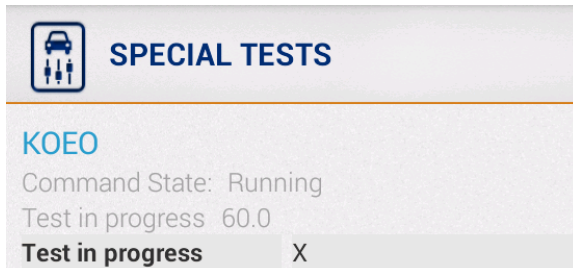 SPECIAL TESTS
KOEO
Command State: Running
Test in progress 60.0
Test in progress X